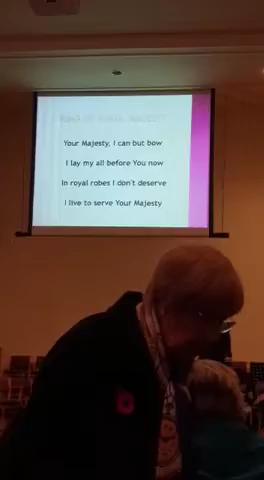 Your Majesty, I can but bow
I lay my all before You now
In royal robes I don't deserve
I live to serve Your Majesty